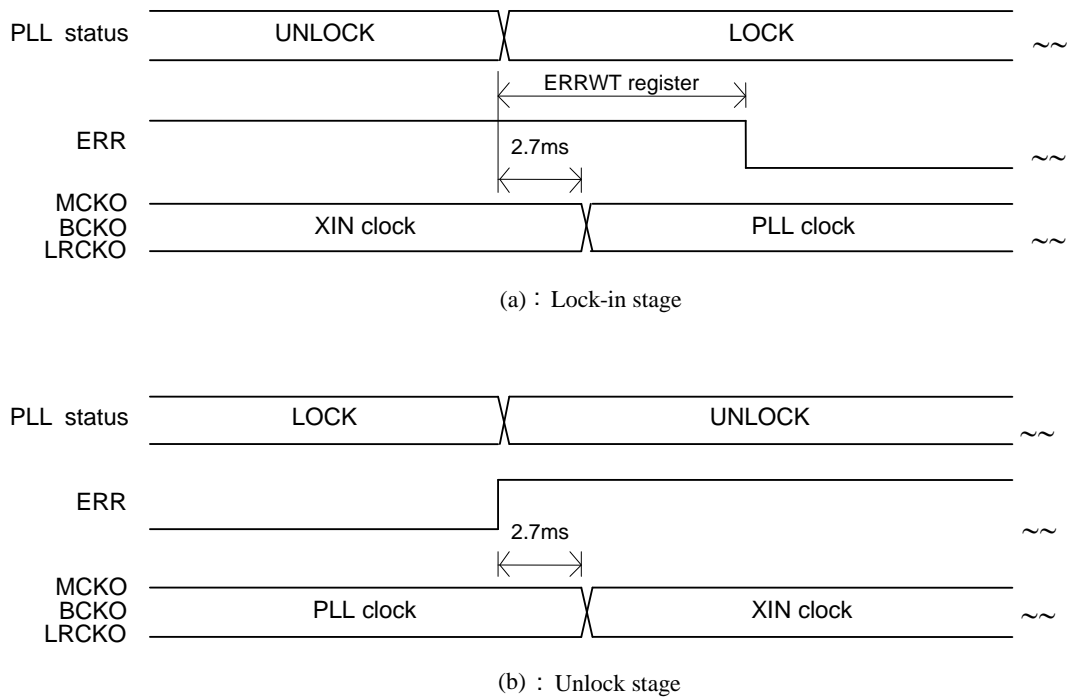 PLL status UNLOCK LOCK ~~
ERRWT register
ERR ~~
2.7ms
MCKO
BCKO XIN clock PLL clock ~~
LRCKO
(a)：Lock-in stage
PLL status LOCK UNLOCK ~~
ERR ~~
2.7ms
MCKO
BCKO PLL clock XIN clock ~~
LRCKO
(b)：Unlock stage